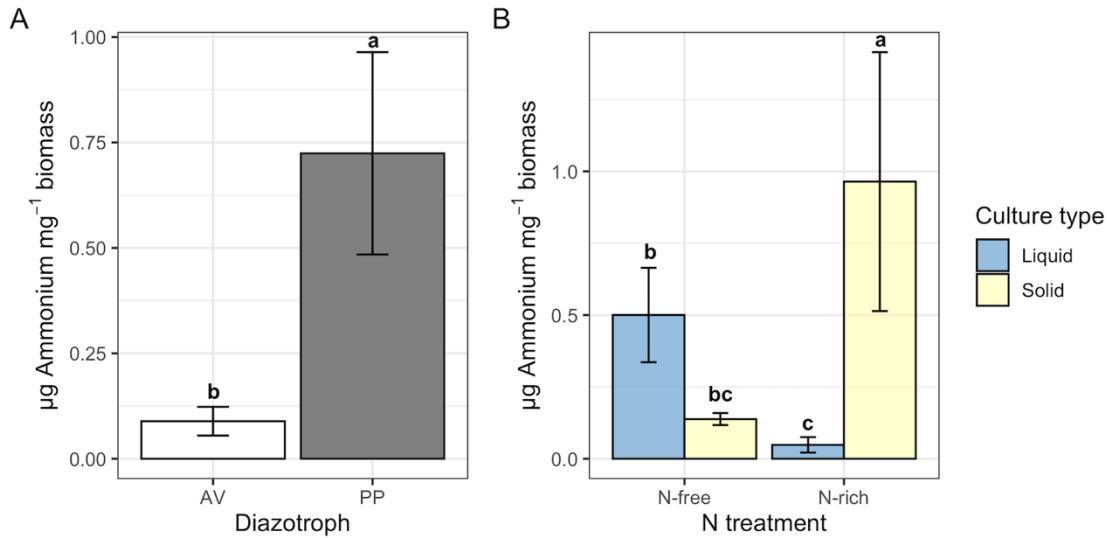 A
µg Ammonium mg⁻¹ biomass
1.00
0.75
0.50
0.25
0.00
a
b
AV
PP
Diazotroph
B
µg Ammonium mg⁻¹ biomass
1.0
0.5
0.0
b
bc
c
a
N-free
N-rich
N treatment
Culture type
Liquid
Solid